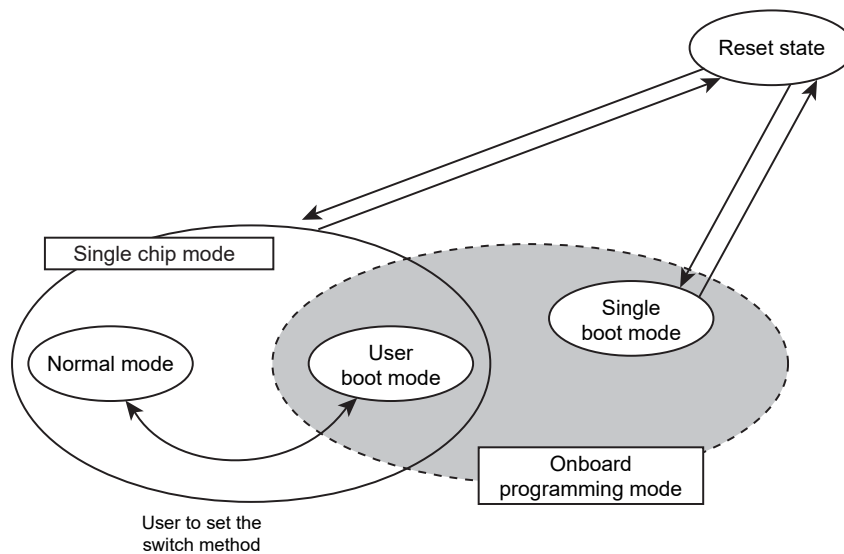 Reset state
Single chip mode
Single
boot mode
Normal mode
User
boot mode
Onboard
programming mode
User to set the
switch method